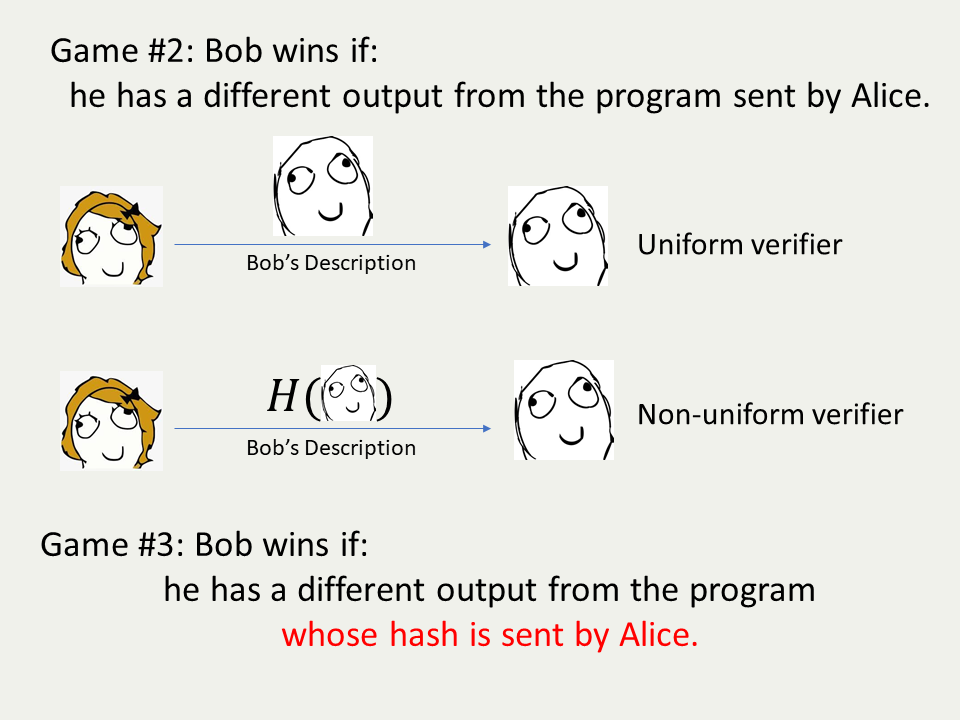 Game #2: Bob wins if:
he has a different output from the program sent by Alice.
Bob's Description
Uniform verifier
H( )
Bob's Description
Non-uniform verifier
Game #3: Bob wins if:
he has a different output from the program
whose hash is sent by Alice.